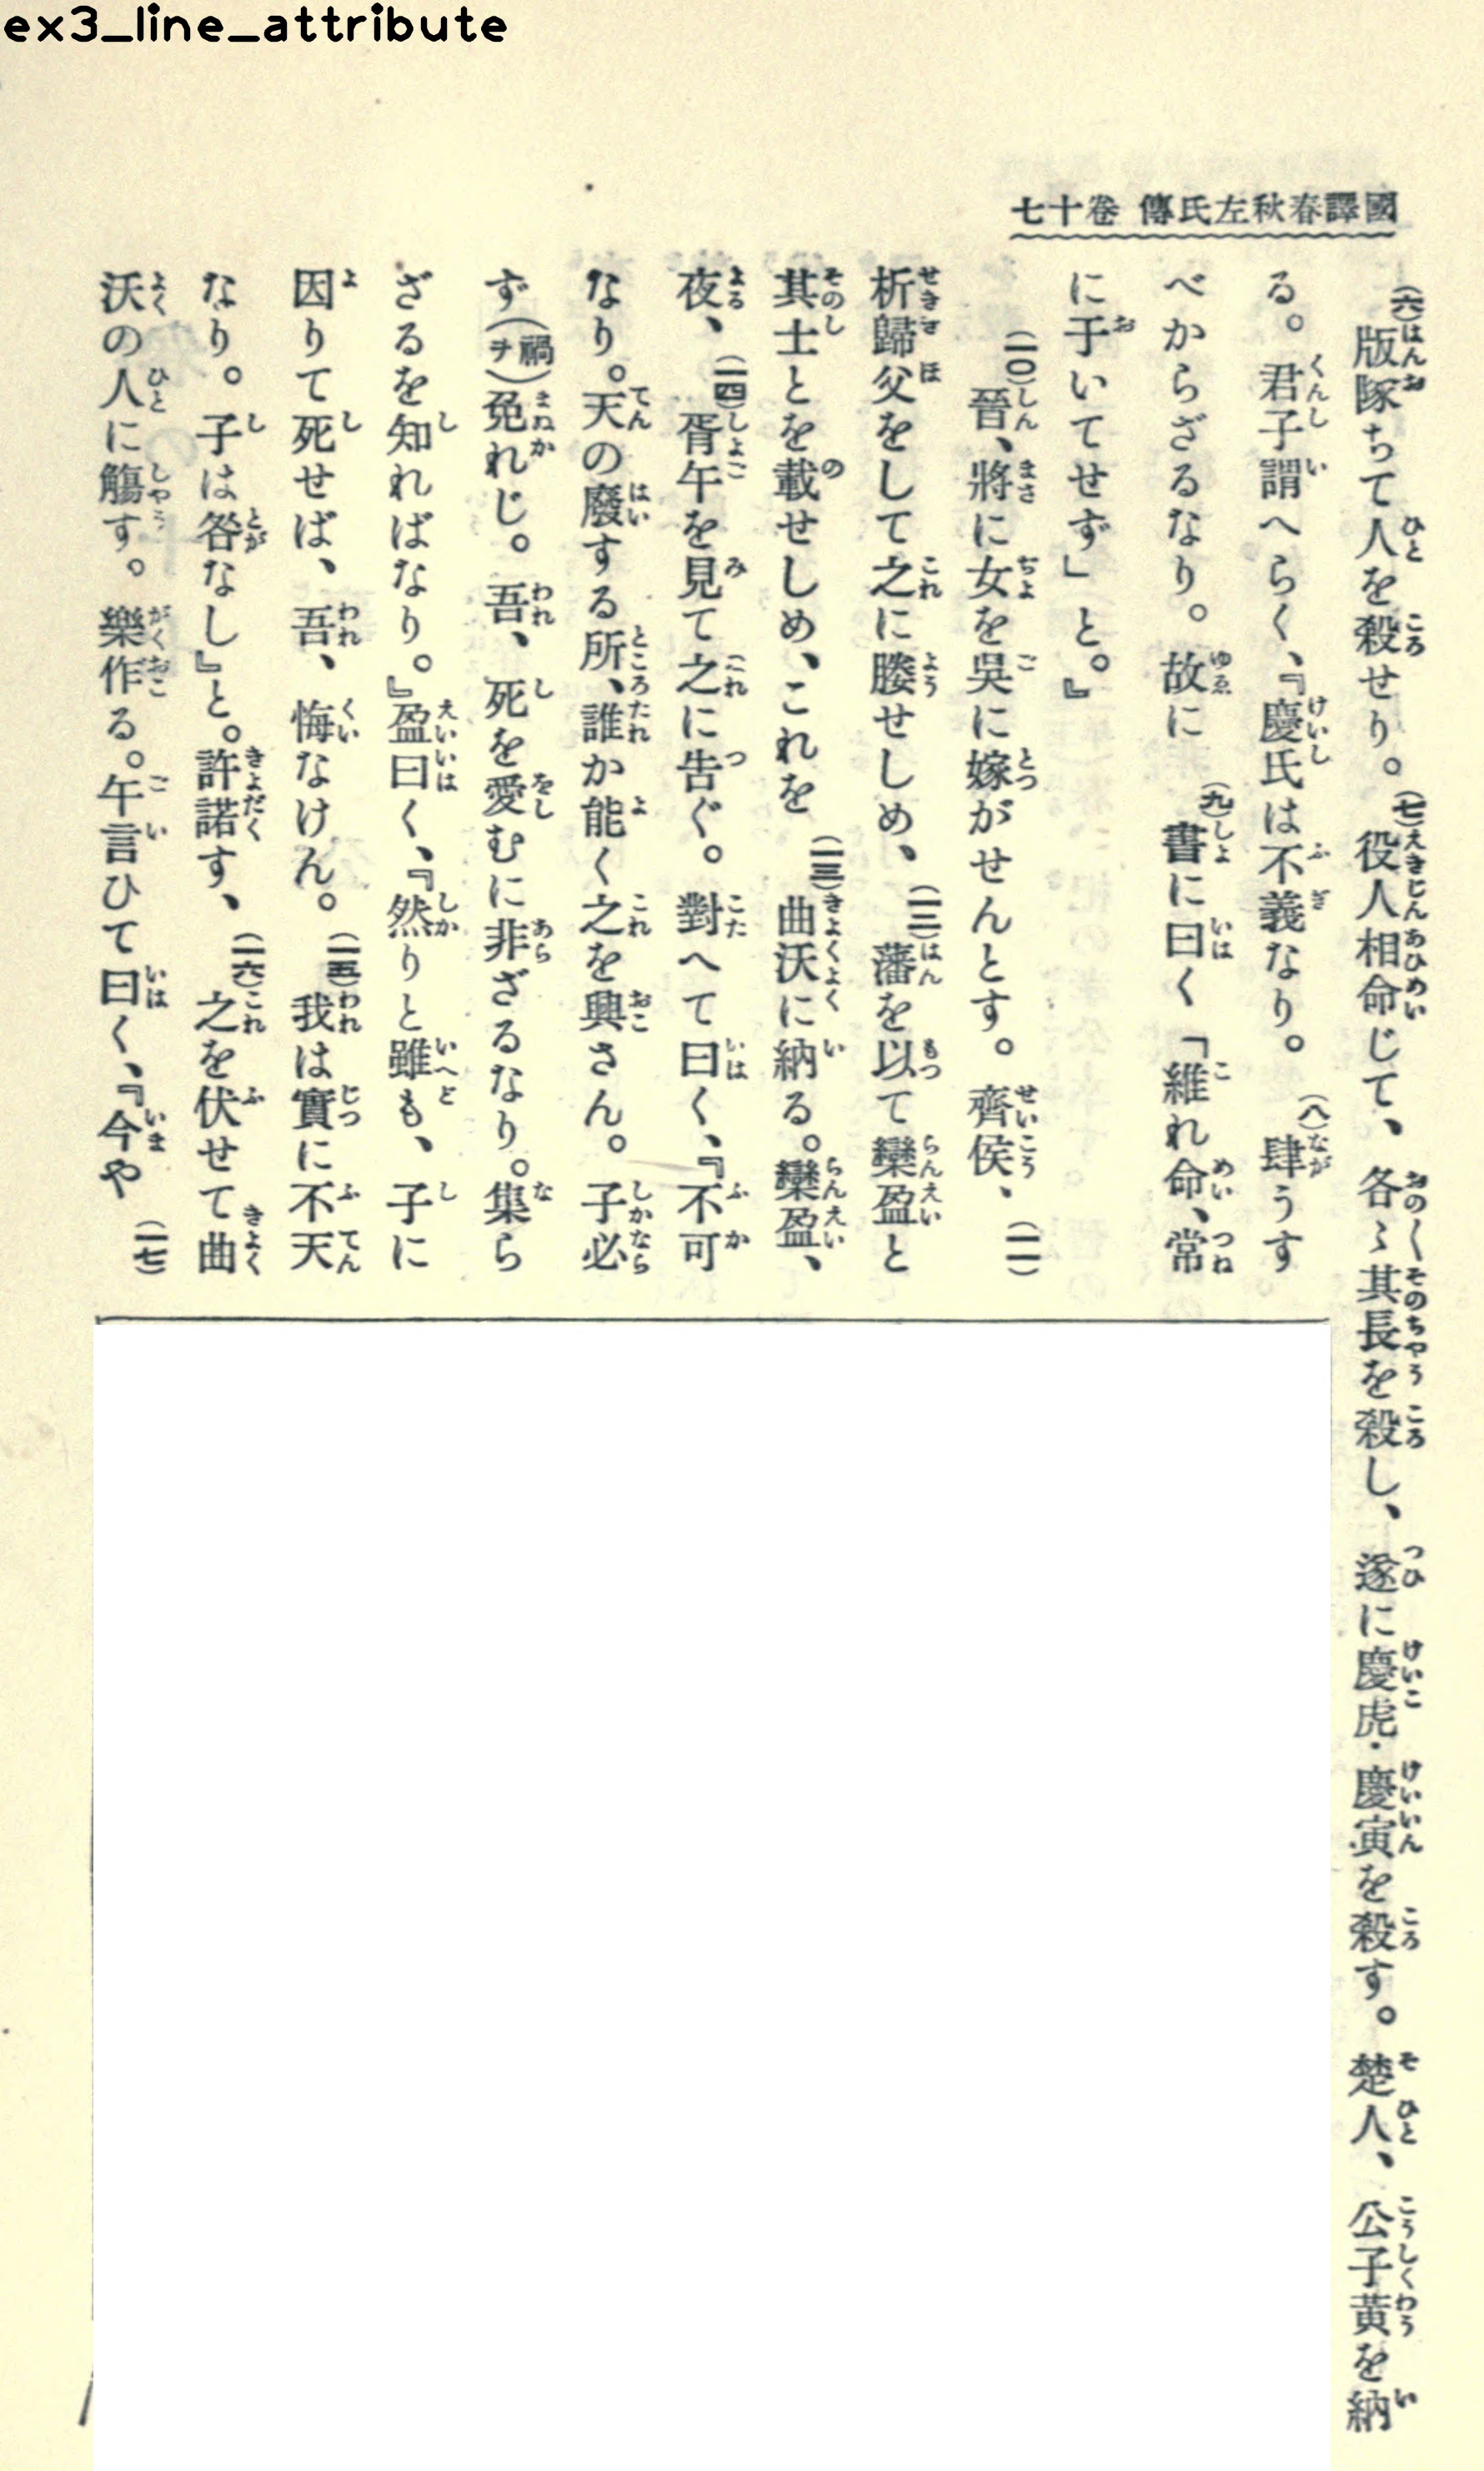 ex3_line_attribute
國譯春秋左氏傳 卷十七
(六)版隊ちて人を殺せり。(七)役人相命じて、各〻其長を殺し、遂に慶虎·慶寅を殺す。楚人、公子黃を納
る。君子謂へらく、『慶氏は不義なり。(八)肆うす
べからざるなり。故に(九)書に曰く「維れ命、常
に于いてせず」と。』
(一〇)晉、將に女を吳に嫁がせんとす。齊侯、(一一)
析歸父をして之に媵せしめ、(一二)藩を以て欒盈と
其士とを載せしめ、これを(一三)曲沃に納る。欒盈、
夜、(一四)胥午を見て之に告ぐ。對へて曰く、『不可
なり。天の廢する所、誰か能く之を興さん。子必
ず(禍ヲ)免れじ。吾、死を愛むに非ざるなり。集ら
ざるを知ればなり。』盈曰く、『然りと雖も、子に
因りて死せば、吾、悔なけん。(一五)我は實に不天
なり。子は咎なし』と。許諾す、(一六)之を伏せて曲
沃の人に觴す。樂作る。午言ひて曰く、『今や(一七)